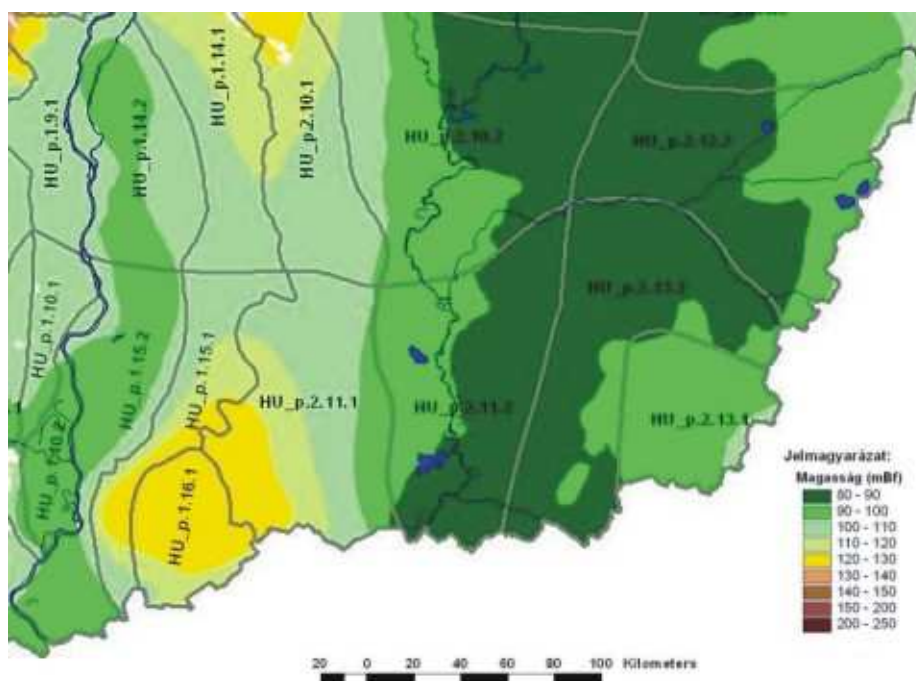 HU_p.1.9.1
HU_p.1.14.2
HU_p.1.14.1
HU_p.2.10.1
HU_p.2.10.2
HU_p.2.12.2
HU_p.1.10.1
HU_p.1.15.2
HU_p.1.15.1
HU_p.2.11.1
HU_p.2.11.2
HU_p.2.13.2
HU_p.2.13.1
HU_p.1.16.1
Jelmagyarázat:
Magasság (mBf)
80 - 90
90 - 100
100 - 110
110 - 120
120 - 130
130 - 140
140 - 150
150 - 200
200 - 250
20 0 20 40 60 80 100 Kilometers